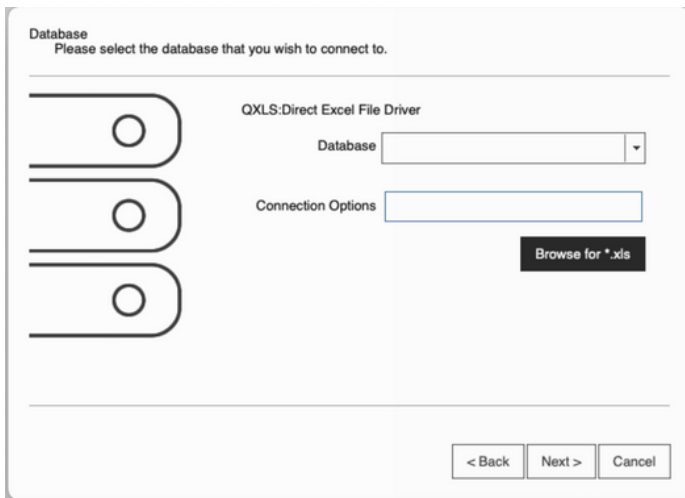 Database
Please select the database that you wish to connect to.
QXLS:Direct Excel File Driver
Database
Connection Options
Browse for *.xls
< Back Next > Cancel